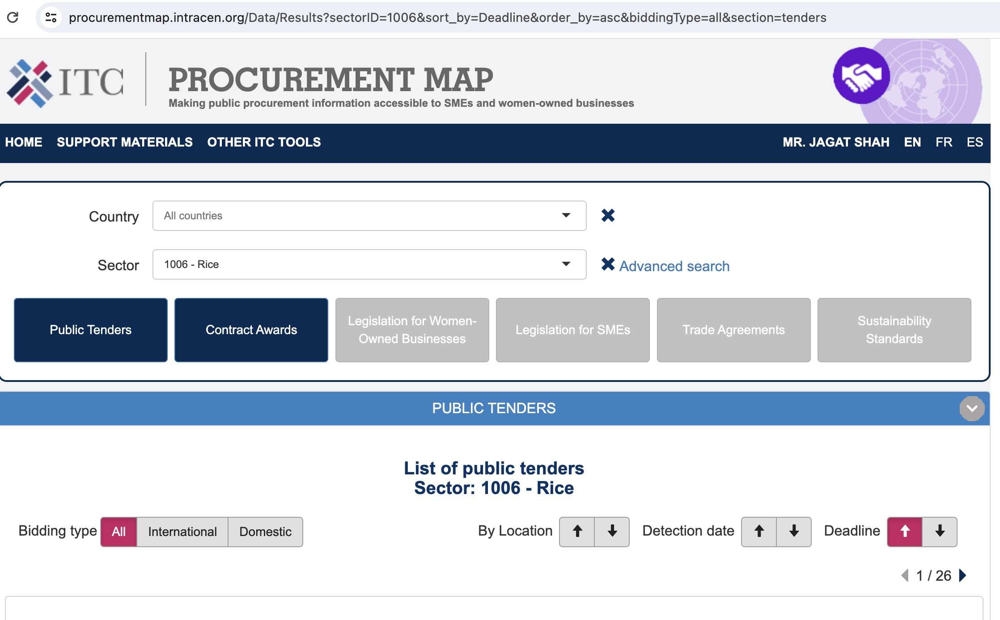 procurementmap.intracen.org/Data/Results?sectorID=1006&sort_by=Deadline&order_by=asc&biddingType=all&section=tenders
ITC
PROCUREMENT MAP
Making public procurement information accessible to SMEs and women-owned businesses
HOME SUPPORT MATERIALS OTHER ITC TOOLS MR. JAGAT SHAH EN FR ES
Country All countries
Sector 1006 - Rice Advanced search
Public Tenders
Contract Awards
Legislation for Women-
Owned Businesses
Legislation for SMEs
Trade Agreements
Sustainability
Standards
PUBLIC TENDERS
List of public tenders
Sector: 1006 - Rice
Bidding type All International Domestic By Location Detection date Deadline
1 / 26